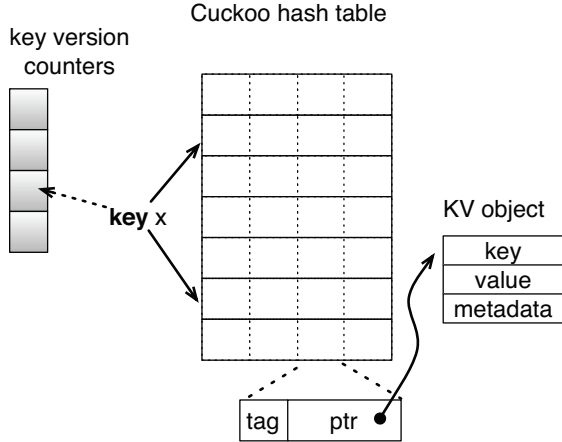 Cuckoo hash table
key version
counters
key x
KV object
key
value
metadata
tag
ptr